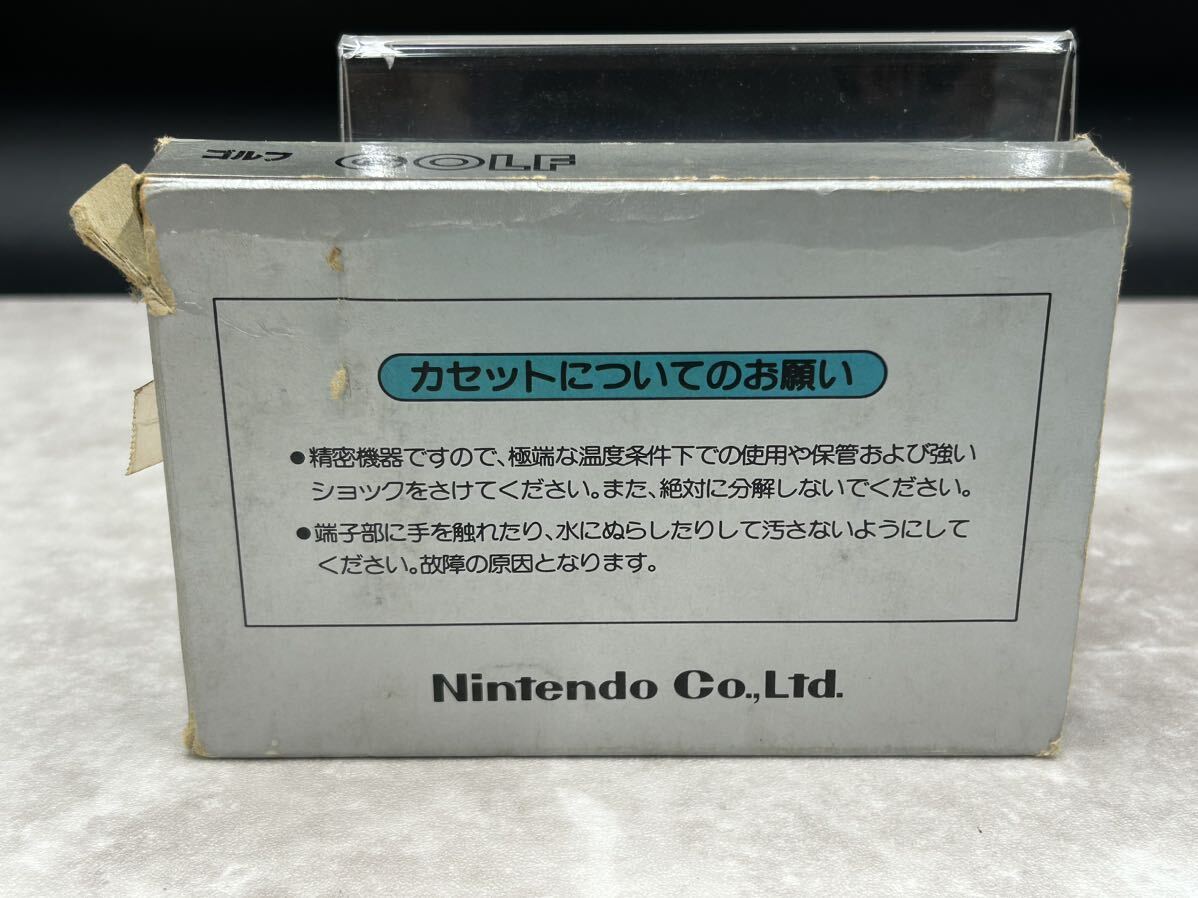 ゴルフ GOLF
カセットについてのお願い
●精密機器ですので、極端な温度条件下での使用や保管および強い
ショックをさけてください。また、絶対に分解しないでください。
●端子部に手を触れたり、水にぬらしたりして汚さないようにして
ください。故障の原因となります。
Nintendo Co.,Ltd.